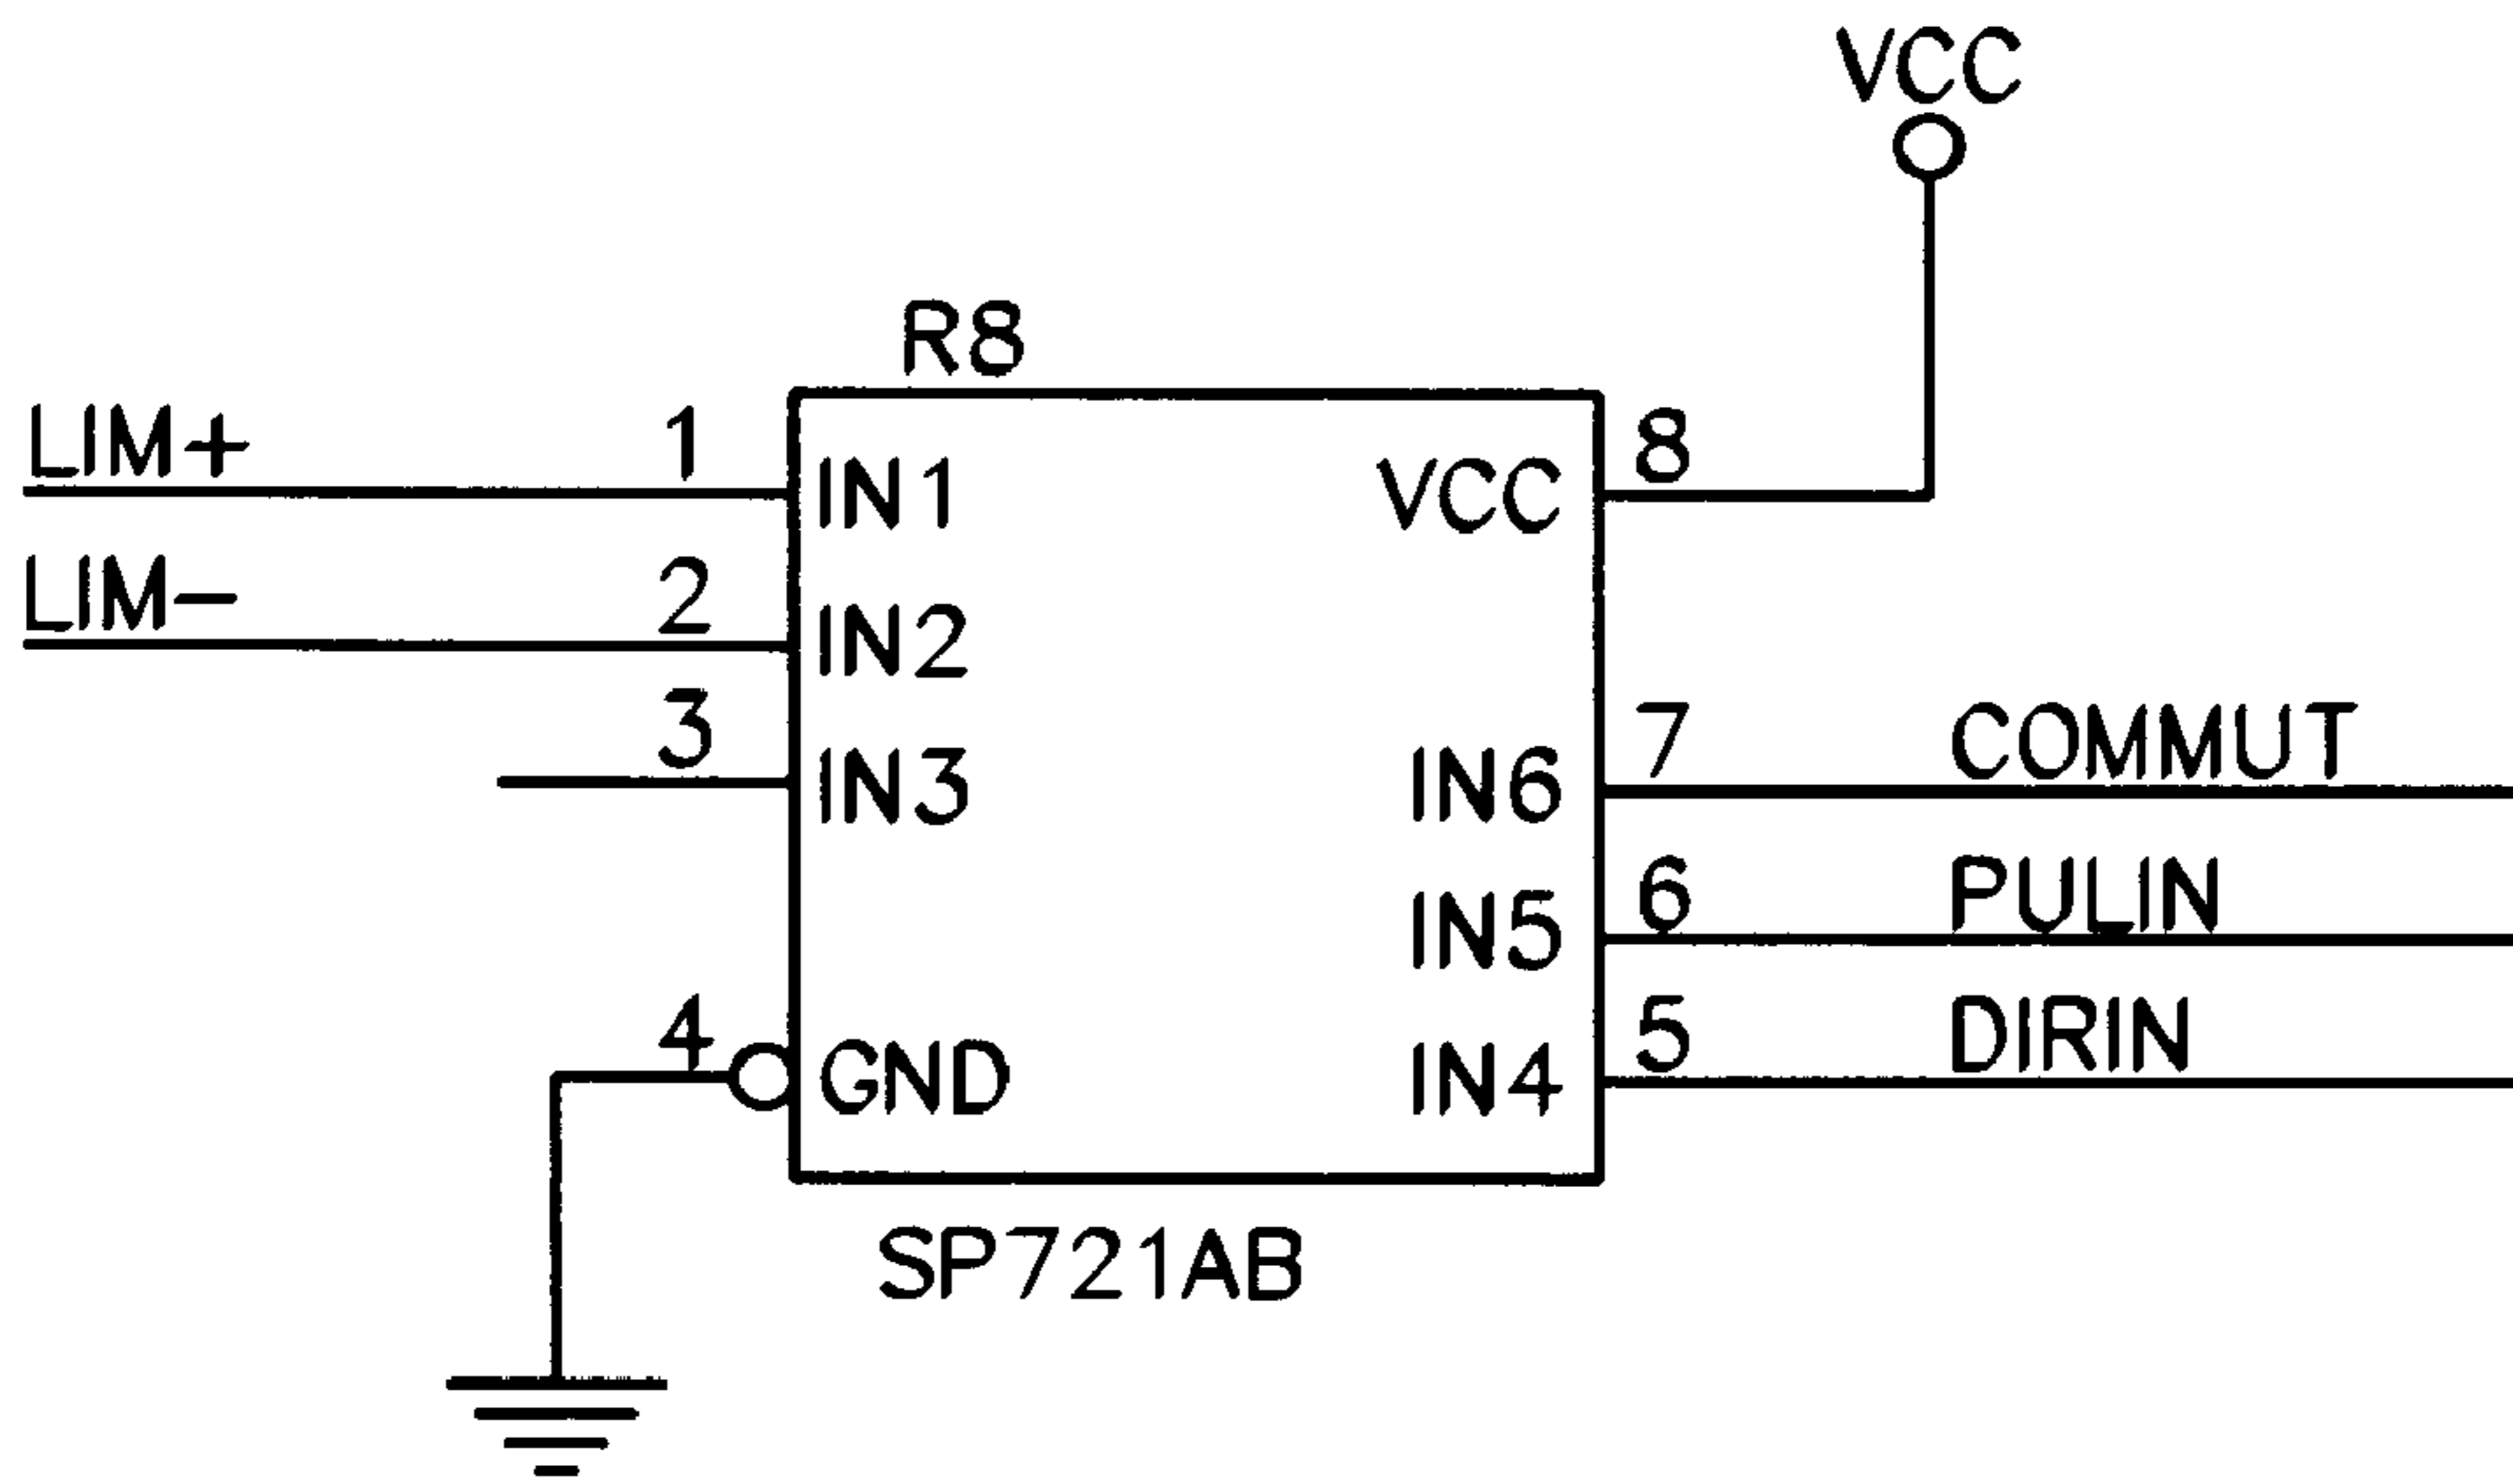 VCC
R8
LIM+ 1 IN1 VCC 8
LIM- 2 IN2
3 IN3 IN6 7 COMMUT
IN5 6 PULIN
4 GND IN4 5 DIRIN
SP721AB